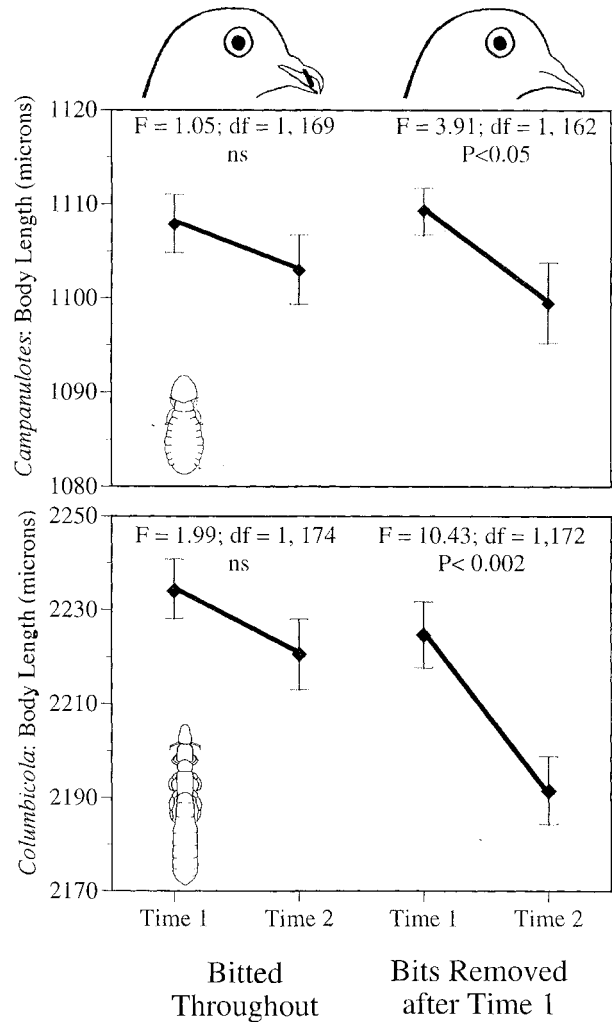 1120
F = 1.05; df = 1, 169
ns
F = 3.91; df = 1, 162
P<0.05
1110
1100
1090
1080
Campanulotes: Body Length (microns)
2250
F = 1.99; df = 1, 174
ns
F = 10.43; df = 1,172
P< 0.002
2230
2210
2190
2170
Columbicola: Body Length (microns)
Time 1 Time 2 Time 1 Time 2
Bitted
Throughout
Bits Removed
after Time 1